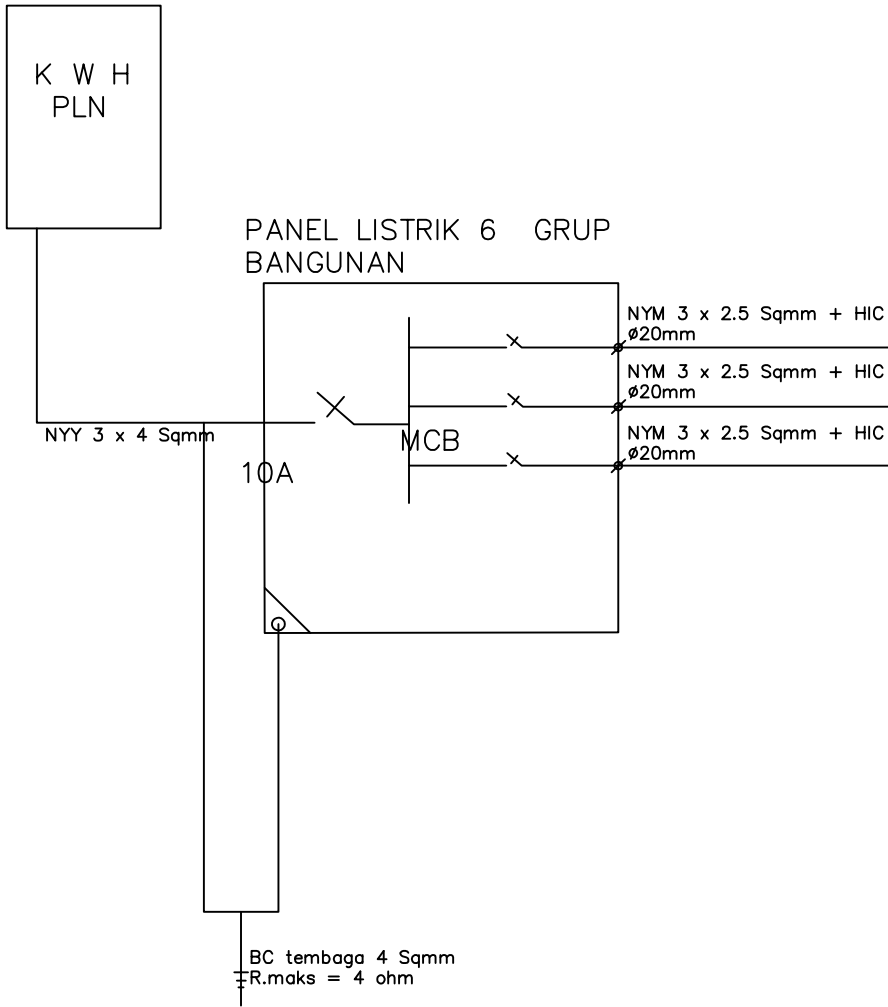 K W H
PLN
PANEL LISTRIK 6 GRUP
BANGUNAN
NYM 3 x 2.5 Sqmm + HIC
ø20mm
NYM 3 x 2.5 Sqmm + HIC
ø20mm
NYM 3 x 2.5 Sqmm + HIC
ø20mm
NYY 3 x 4 Sqmm
MCB
10A
BC tembaga 4 Sqmm
R.maks = 4 ohm